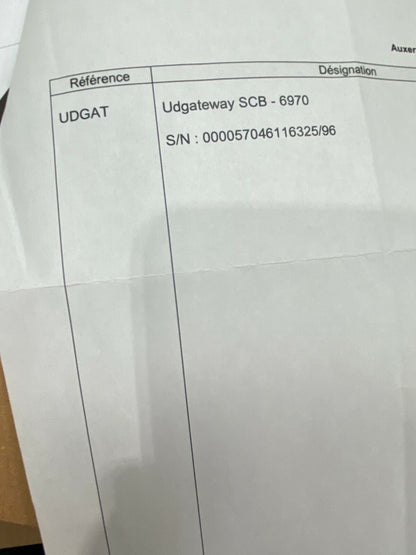 Auxer
Référence Désignation
UDGAT Udgateway SCB - 6970
S/N : 000057046116325/96